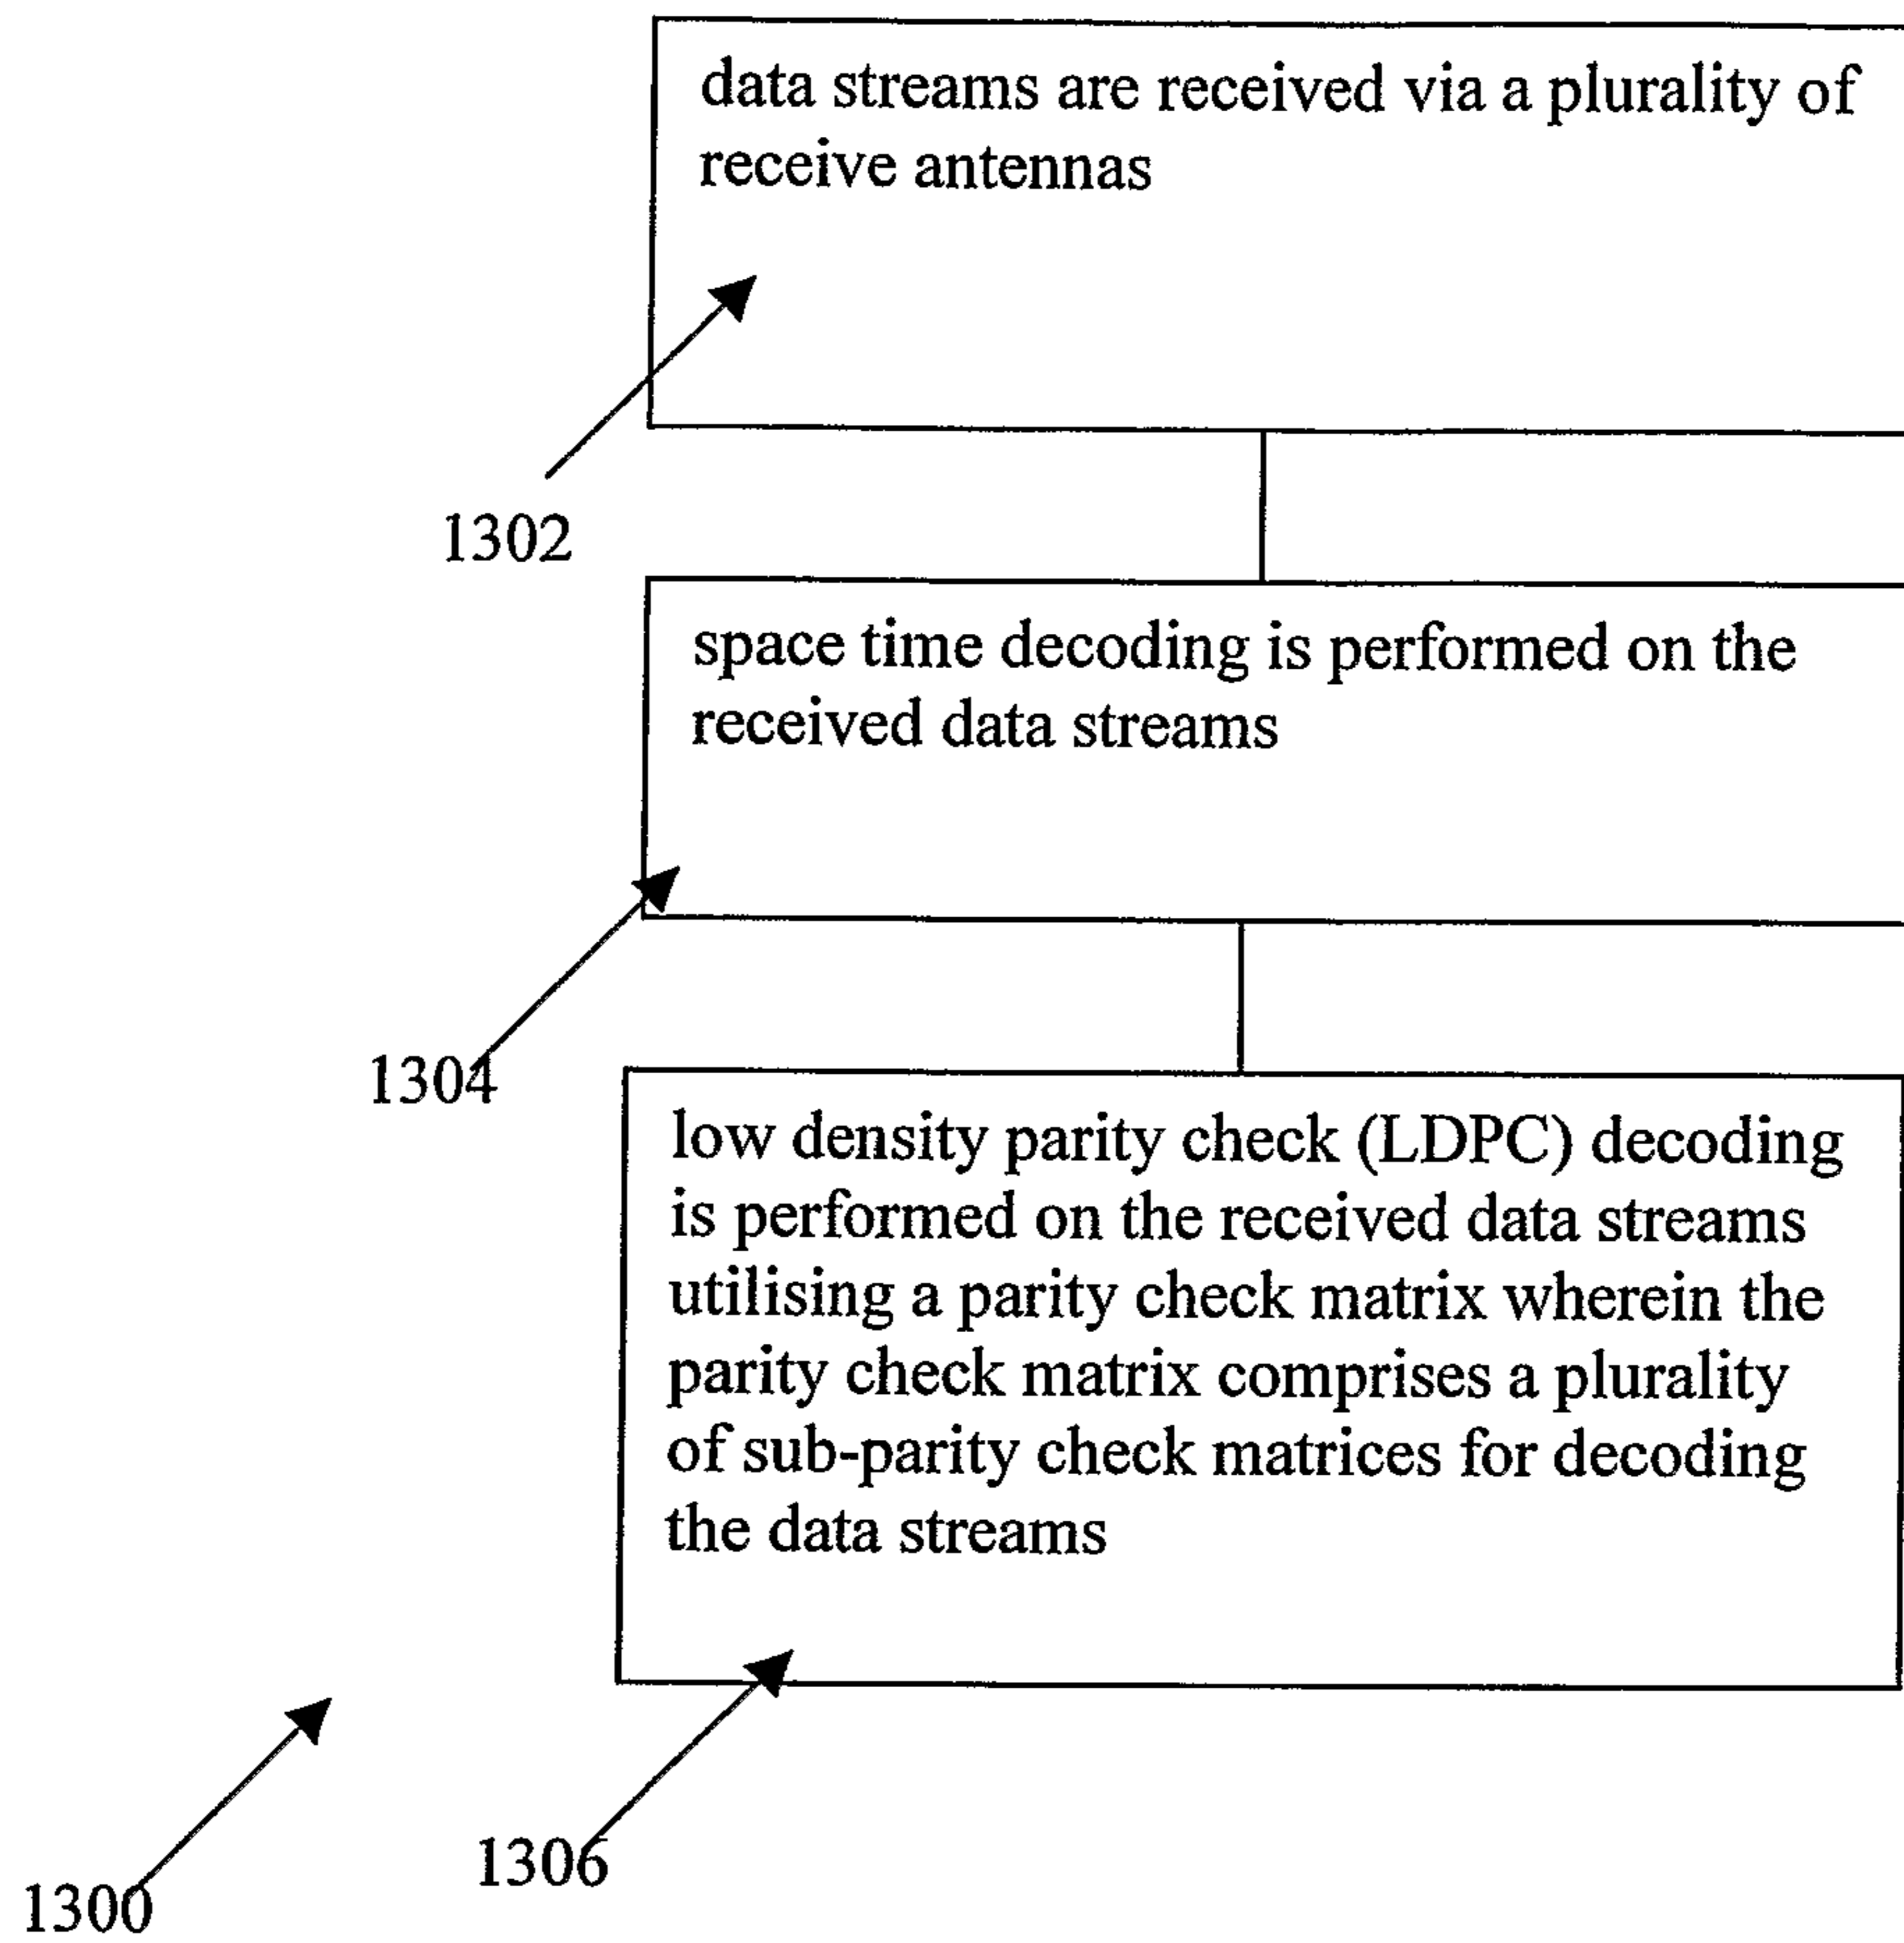 data streams are received via a plurality of
receive antennas
1302
space time decoding is performed on the
received data streams
1304
low density parity check (LDPC) decoding
is performed on the received data streams
utilising a parity check matrix wherein the
parity check matrix comprises a plurality
of sub-parity check matrices for decoding
the data streams
1306
1300